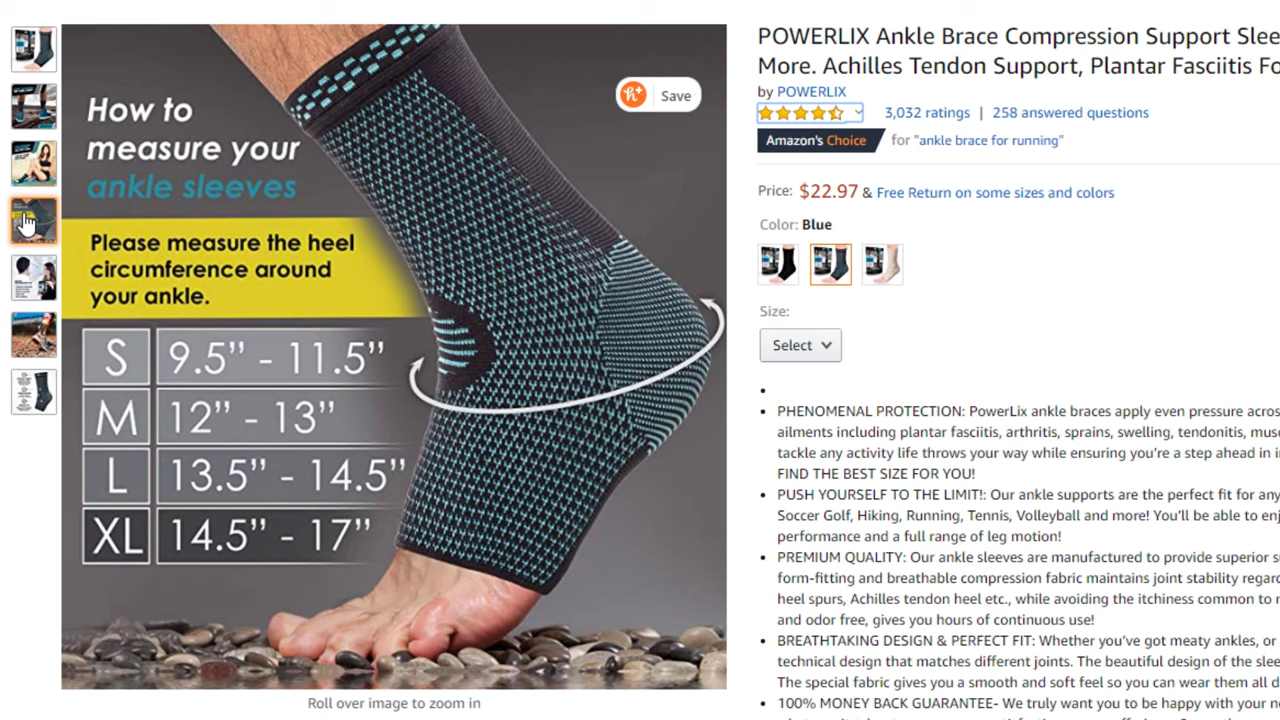 How to
measure your
ankle sleeves
Please measure the heel
circumference around
your ankle.
S 9.5” - 11.5”
M 12” - 13”
L 13.5” - 14.5”
XL 14.5” - 17”
Save
Roll over image to zoom in
POWERLIX Ankle Brace Compression Support Slee
More. Achilles Tendon Support, Plantar Fasciitis Fo
by POWERLIX
3,032 ratings | 258 answered questions
Amazon's Choice for "ankle brace for running"
Price: $22.97 & Free Return on some sizes and colors
Color: Blue
Size:
Select
PHENOMENAL PROTECTION: PowerLix ankle braces apply even pressure acros
ailments including plantar fasciitis, arthritis, sprains, swelling, tendonitis, mus
tackle any activity life throws your way while ensuring you’re a step ahead in i
FIND THE BEST SIZE FOR YOU!
PUSH YOURSELF TO THE LIMIT!: Our ankle supports are the perfect fit for any
Soccer Golf, Hiking, Running, Tennis, Volleyball and more! You’ll be able to enj
performance and a full range of leg motion!
PREMIUM QUALITY: Our ankle sleeves are manufactured to provide superior s
form-fitting and breathable compression fabric maintains joint stability regar
heel spurs, Achilles tendon heel etc., while avoiding the itchiness common to
and odor free, gives you hours of continuous use!
BREATHTAKING DESIGN & PERFECT FIT: Whether you’ve got meaty ankles, or
technical design that matches different joints. The beautiful design of the slee
The special fabric gives you a smooth and soft feel so you can wear them all d
100% MONEY BACK GUARANTEE- We truly want you to be happy with your n